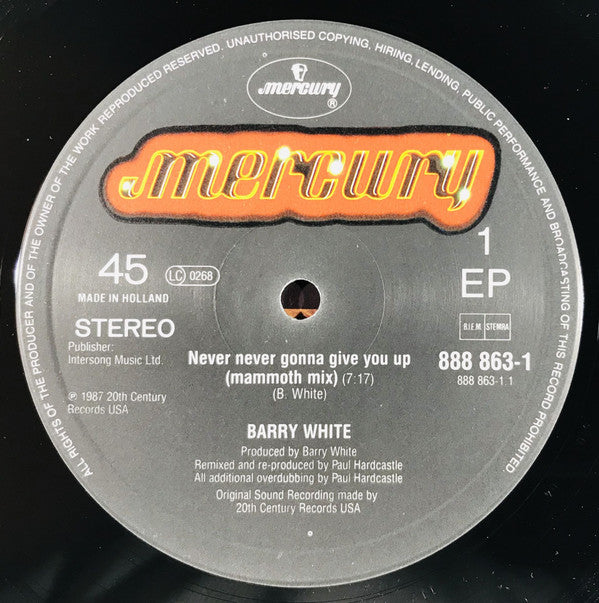 ALL RIGHTS OF THE PRODUCER AND OF THE OWNER OF THE WORK REPRODUCED RESERVED. UNAUTHORISED COPYING, HIRING, LENDING, PUBLIC PERFORMANCE AND BROADCASTING OF THIS RECORD PROHIBITED.
mercury ®
mercury
45
LC 0268
1
EP
MADE IN HOLLAND
STEREO
B.I.E.M. STEMRA
Publisher:
Intersong Music Ltd.
888 863-1
888 863-1.1
Never never gonna give you up
(mammoth mix) (7:17)
(B. White)
℗ 1987 20th Century
Records USA
BARRY WHITE
Produced by Barry White
Remixed and re-produced by Paul Hardcastle
All additional overdubbing by Paul Hardcastle
Original Sound Recording made by
20th Century Records USA